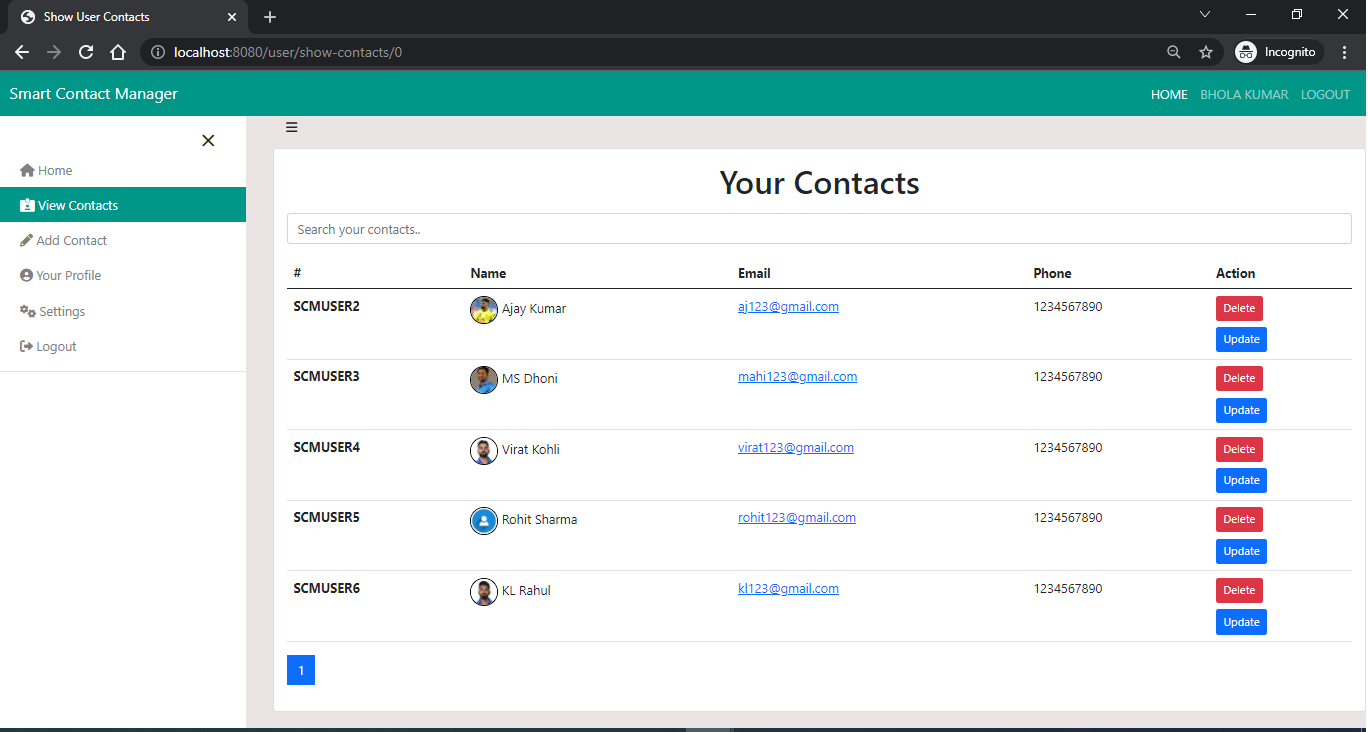 Show User Contacts
localhost:8080/user/show-contacts/0
Incognito
Smart Contact Manager
HOME BHOLA KUMAR LOGOUT
Home
View Contacts
Add Contact
Your Profile
Settings
Logout
Your Contacts
Search your contacts..
# Name Email Phone Action
SCMUSER2 Ajay Kumar aj123@gmail.com 1234567890 Delete
Update
SCMUSER3 MS Dhoni mahi123@gmail.com 1234567890 Delete
Update
SCMUSER4 Virat Kohli virat123@gmail.com 1234567890 Delete
Update
SCMUSER5 Rohit Sharma rohit123@gmail.com 1234567890 Delete
Update
SCMUSER6 KL Rahul kl123@gmail.com 1234567890 Delete
Update
1